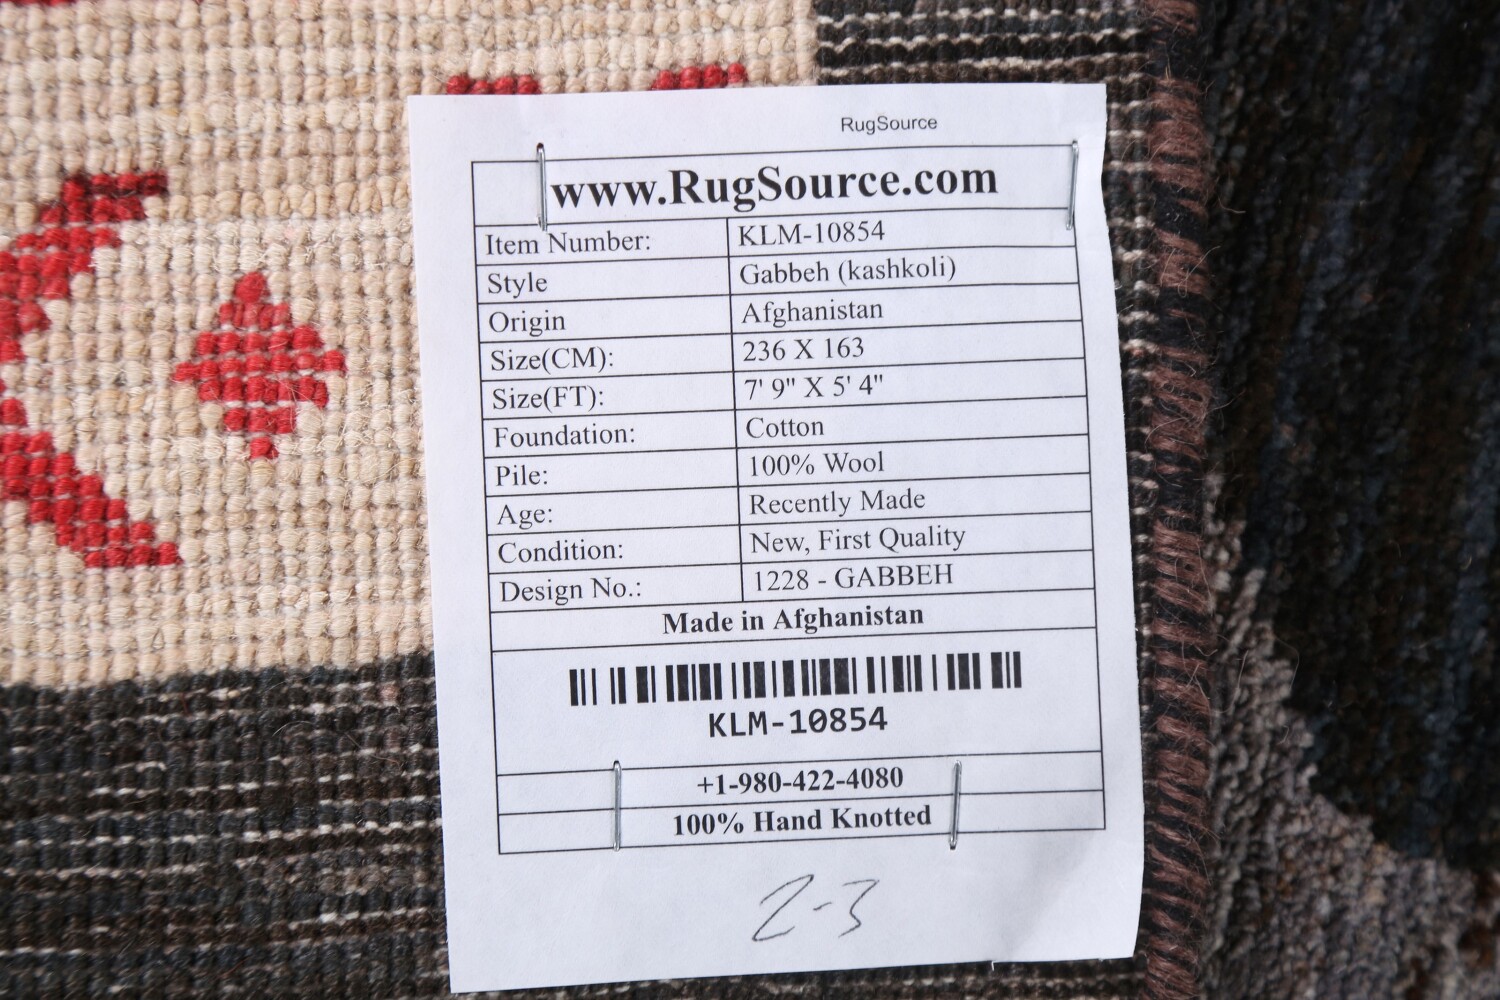 RugSource
www.RugSource.com
Item Number: KLM-10854
Style Gabbeh (kashkoli)
Origin Afghanistan
Size(CM): 236 X 163
Size(FT): 7' 9" X 5' 4"
Foundation: Cotton
Pile: 100% Wool
Age: Recently Made
Condition: New, First Quality
Design No.: 1228 - GABBEH
Made in Afghanistan
KLM-10854
+1-980-422-4080
100% Hand Knotted
2-3